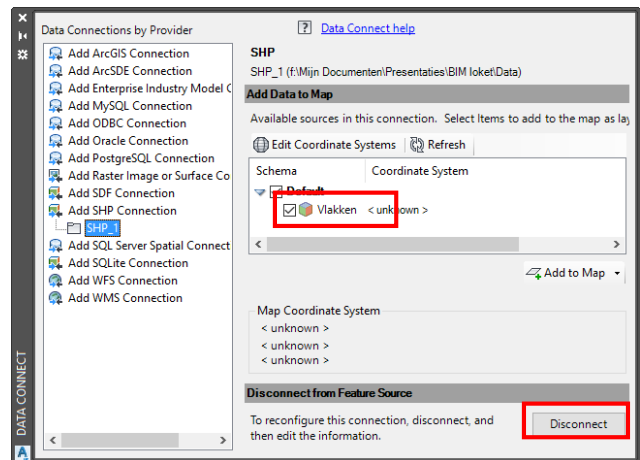 Data Connections by Provider
Add ArcGIS Connection
Add ArcSDE Connection
Add Enterprise Industry Model C
Add MySQL Connection
Add ODBC Connection
Add Oracle Connection
Add PostgreSQL Connection
Add Raster Image or Surface Co
Add SDF Connection
Add SHP Connection
SHP_1
Add SQL Server Spatial Connect
Add SQLite Connection
Add WFS Connection
Add WMS Connection
DATA CONNECT
? Data Connect help
SHP
SHP_1 (f:\Mijn Documenten\Presentaties\BIM loket\Data)
Add Data to Map
Available sources in this connection. Select Items to add to the map as lay
Edit Coordinate Systems Refresh
Schema Coordinate System
Default
Vlakken < unknown >
Add to Map
Map Coordinate System
< unknown >
< unknown >
< unknown >
Disconnect from Feature Source
To reconfigure this connection, disconnect, and
then edit the information.
Disconnect